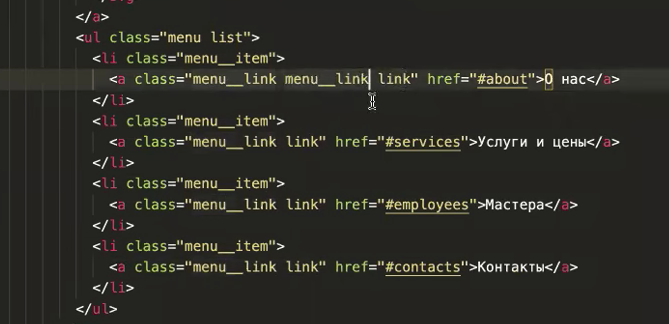 </a>
<ul class="menu list">
<li class="menu__item">
<a class="menu__link menu__link link" href="#about">О нас</a>
</li>
<li class="menu__item">
<a class="menu__link link" href="#services">Услуги и цены</a>
</li>
<li class="menu__item">
<a class="menu__link link" href="#employees">Мастера</a>
</li>
<li class="menu__item">
<a class="menu__link link" href="#contacts">Контакты</a>
</li>
</ul>